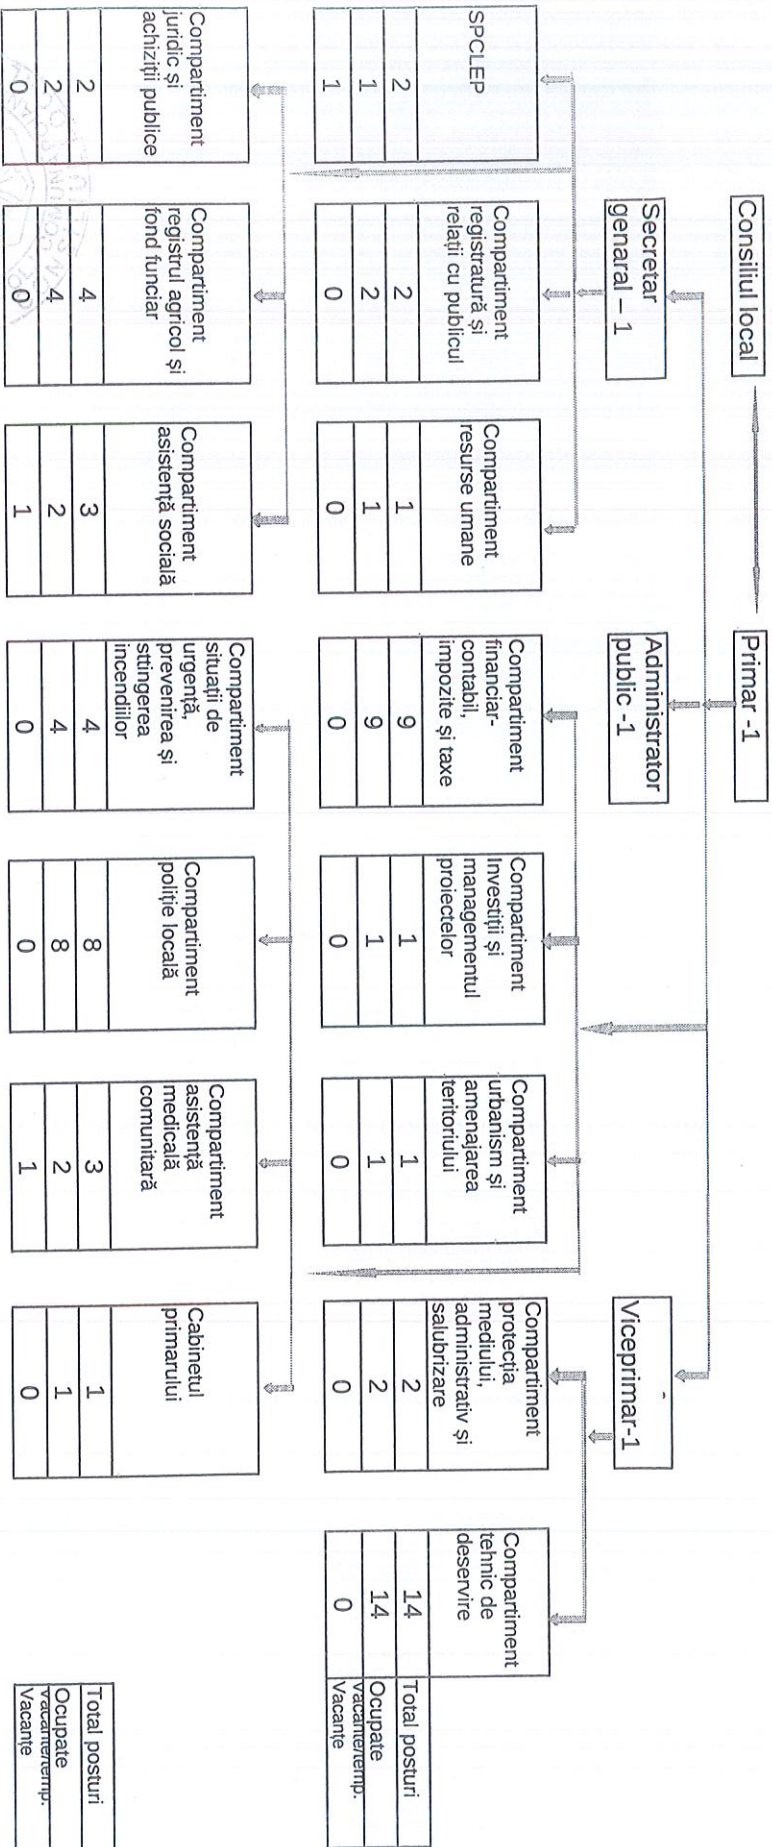 Consiliul local
Primar -1
Secretar
genaral – 1
Administrator
public -1
Viceprimar-1
SPCLEP
2
1
1
Compartiment
registratură și
relații cu publicul
2
2
0
Compartiment
resurse umane
1
1
0
Compartiment
financiar-
contabil,
impozite și taxe
9
9
0
Compartiment
Investiții și
managementul
proiectelor
1
1
0
Compartiment
urbanism și
amenajarea
teritoriului
1
1
0
Compartiment
protecția
mediului,
administrativ și
salubrizare
2
2
0
Compartiment
tehnic de
deservire
14
14
0
Total posturi
Ocupate
vacante/temp.
Vacanțe
Compartiment
juridic și
achiziții publice
2
2
0
Compartiment
registrul agricol și
fond funciar
4
4
0
Compartiment
asistență socială
3
2
1
Compartiment
situații de
urgență,
prevenirea și
sttingerea
incendiilor
4
4
0
Compartiment
poliție locală
8
8
0
Compartiment
asistență
medicală
comunitară
3
2
1
Cabinetul
primarului
1
1
0
Total posturi
Ocupate
vacante/temp.
Vacanțe